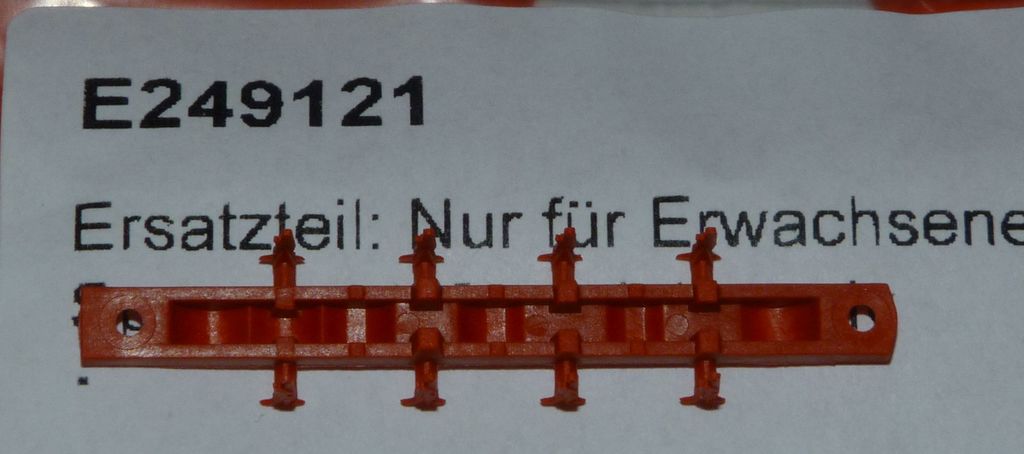 E249121
Ersatzteil: Nur für Erwachsene